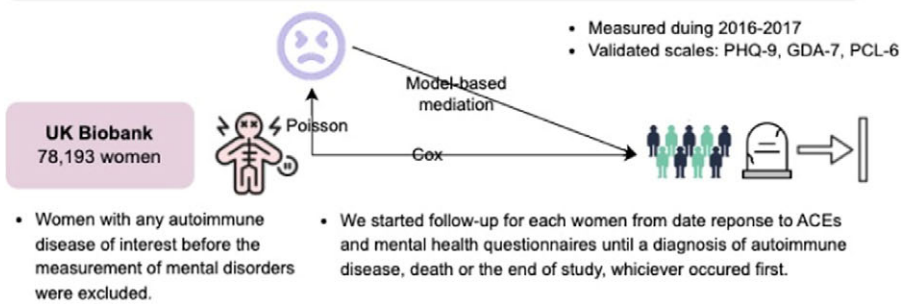 • Measured duing 2016-2017
• Validated scales: PHQ-9, GDA-7, PCL-6
Model-based
mediation
UK Biobank
78,193 women
Poisson
Cox
• Women with any autoimmune
disease of interest before the
measurement of mental disorders
were excluded.
• We started follow-up for each women from date reponse to ACEs
and mental health questionnaires until a diagnosis of autoimmune
disease, death or the end of study, whiciever occured first.